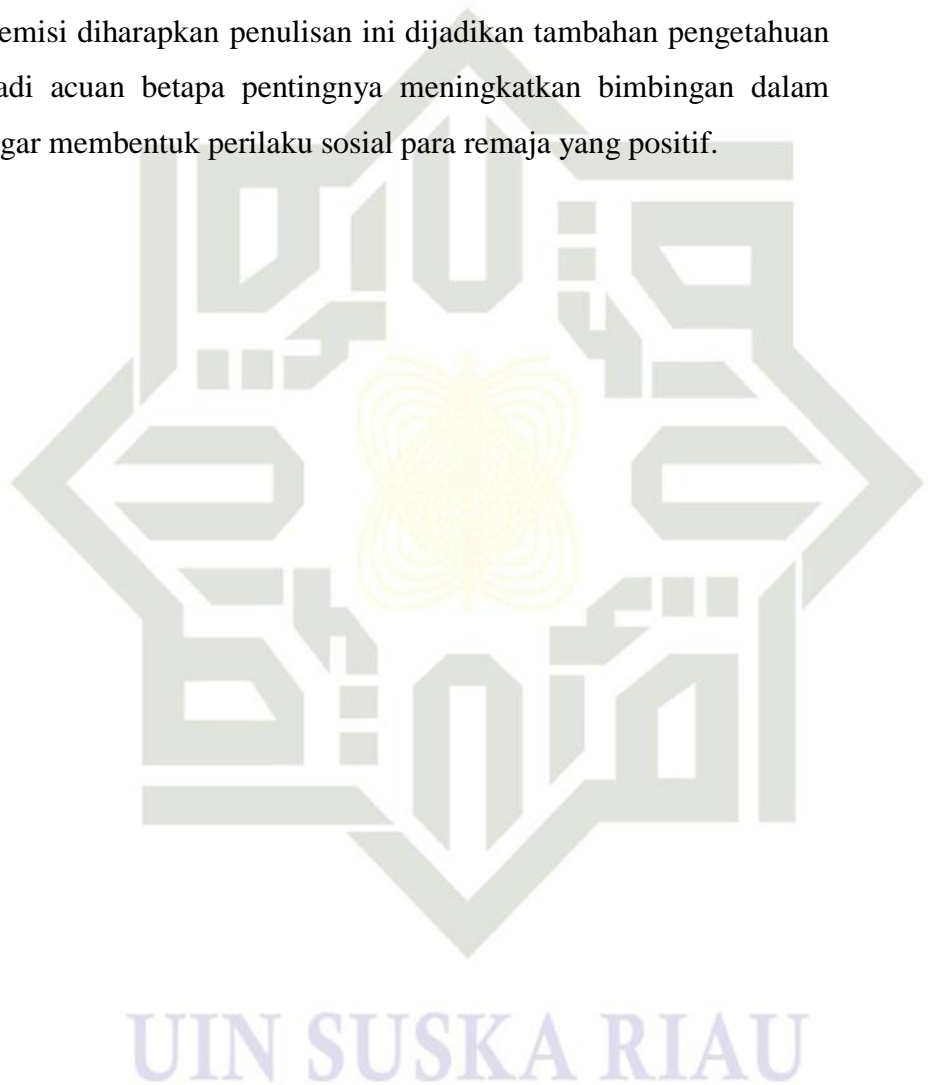 emisi diharapkan penulisan ini dijadikan tambahan pengetahuan
adi acuan betapa pentingnya meningkatkan bimbingan dalam
gar membentuk perilaku sosial para remaja yang positif.
UIN SUSKA RIAU